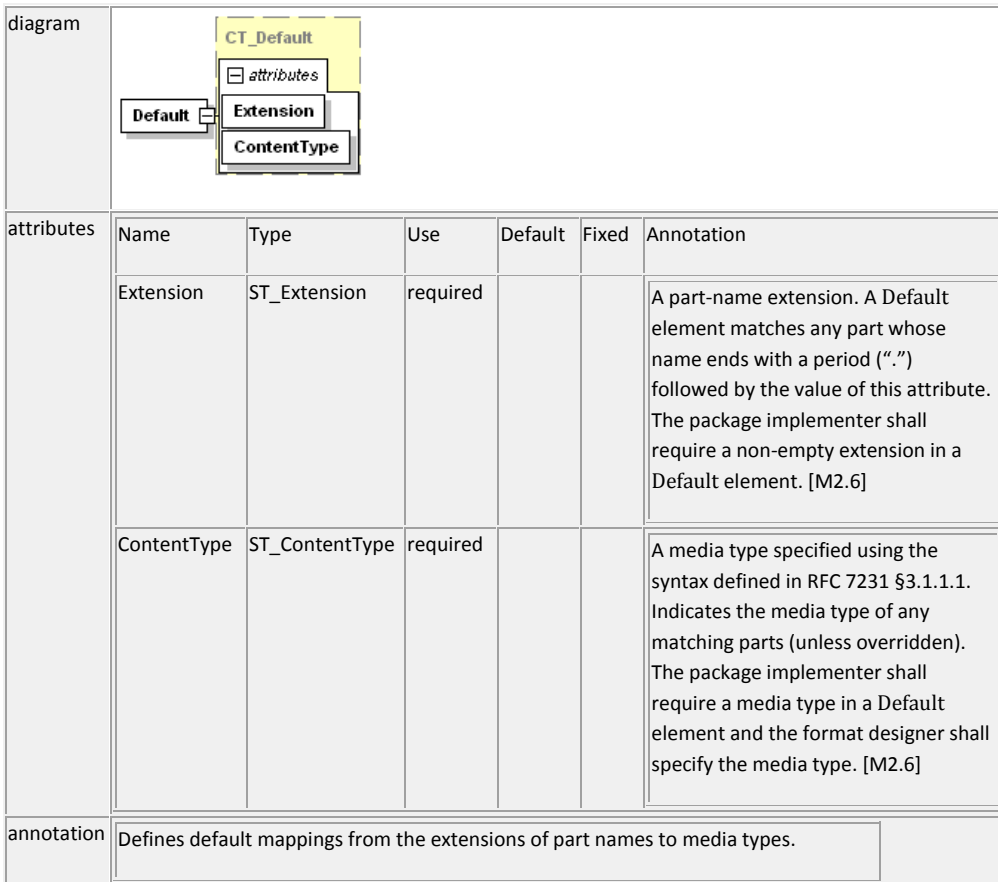 diagram
CT_Default
attributes
Default
Extension
ContentType
attributes
Name Type Use Default Fixed Annotation
Extension ST_Extension required
A part-name extension. A Default
element matches any part whose
name ends with a period (“.”)
followed by the value of this attribute.
The package implementer shall
require a non-empty extension in a
Default element. [M2.6]
ContentType ST_ContentType required
A media type specified using the
syntax defined in RFC 7231 §3.1.1.1.
Indicates the media type of any
matching parts (unless overridden).
The package implementer shall
require a media type in a Default
element and the format designer shall
specify the media type. [M2.6]
annotation
Defines default mappings from the extensions of part names to media types.